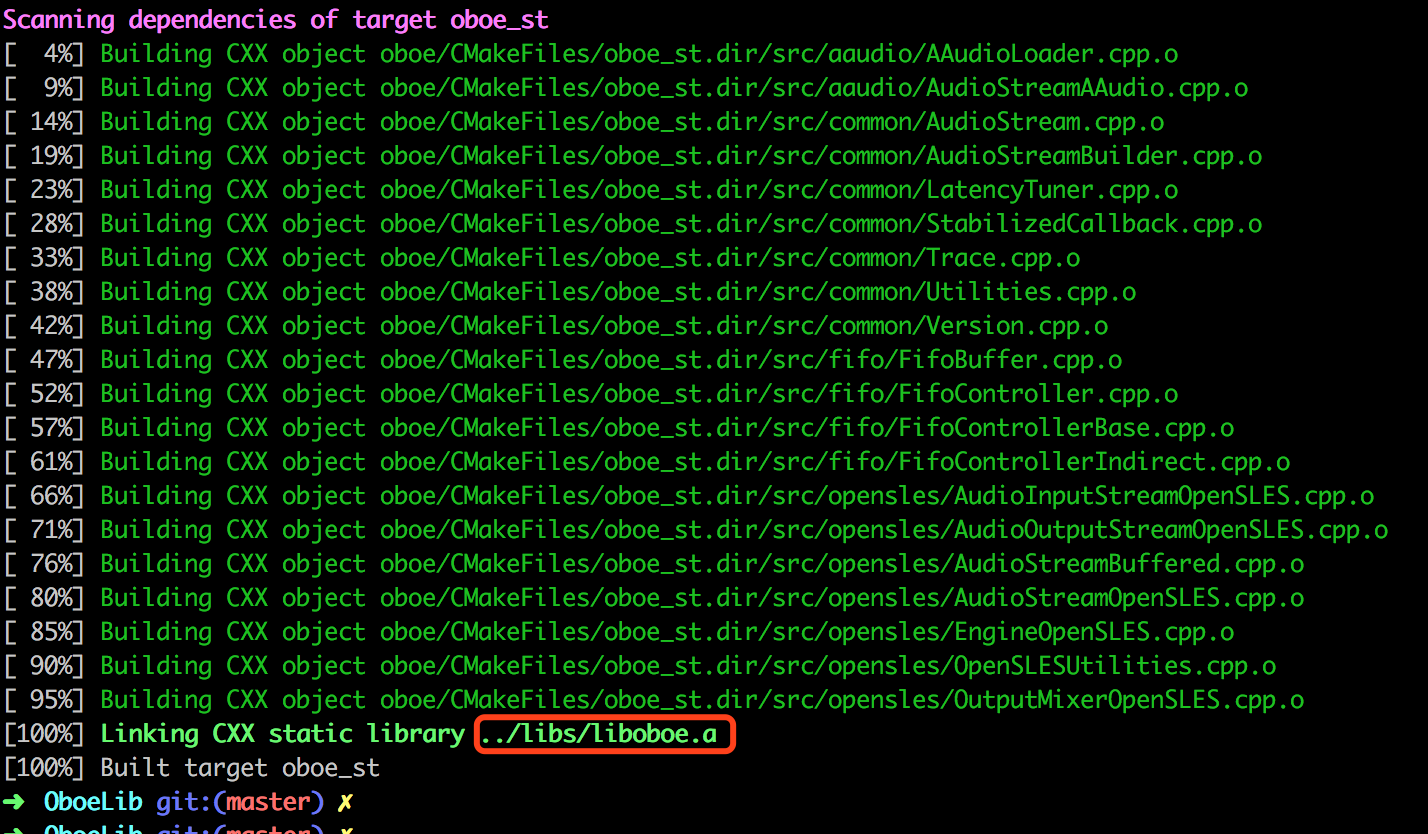 Scanning dependencies of target oboe_st
[  4%] Building CXX object oboe/CMakeFiles/oboe_st.dir/src/aaudio/AAudioLoader.cpp.o
[  9%] Building CXX object oboe/CMakeFiles/oboe_st.dir/src/aaudio/AudioStreamAAudio.cpp.o
[ 14%] Building CXX object oboe/CMakeFiles/oboe_st.dir/src/common/AudioStream.cpp.o
[ 19%] Building CXX object oboe/CMakeFiles/oboe_st.dir/src/common/AudioStreamBuilder.cpp.o
[ 23%] Building CXX object oboe/CMakeFiles/oboe_st.dir/src/common/LatencyTuner.cpp.o
[ 28%] Building CXX object oboe/CMakeFiles/oboe_st.dir/src/common/StabilizedCallback.cpp.o
[ 33%] Building CXX object oboe/CMakeFiles/oboe_st.dir/src/common/Trace.cpp.o
[ 38%] Building CXX object oboe/CMakeFiles/oboe_st.dir/src/common/Utilities.cpp.o
[ 42%] Building CXX object oboe/CMakeFiles/oboe_st.dir/src/common/Version.cpp.o
[ 47%] Building CXX object oboe/CMakeFiles/oboe_st.dir/src/fifo/FifoBuffer.cpp.o
[ 52%] Building CXX object oboe/CMakeFiles/oboe_st.dir/src/fifo/FifoController.cpp.o
[ 57%] Building CXX object oboe/CMakeFiles/oboe_st.dir/src/fifo/FifoControllerBase.cpp.o
[ 61%] Building CXX object oboe/CMakeFiles/oboe_st.dir/src/fifo/FifoControllerIndirect.cpp.o
[ 66%] Building CXX object oboe/CMakeFiles/oboe_st.dir/src/opensles/AudioInputStreamOpenSLES.cpp.o
[ 71%] Building CXX object oboe/CMakeFiles/oboe_st.dir/src/opensles/AudioOutputStreamOpenSLES.cpp.o
[ 76%] Building CXX object oboe/CMakeFiles/oboe_st.dir/src/opensles/AudioStreamBuffered.cpp.o
[ 80%] Building CXX object oboe/CMakeFiles/oboe_st.dir/src/opensles/AudioStreamOpenSLES.cpp.o
[ 85%] Building CXX object oboe/CMakeFiles/oboe_st.dir/src/opensles/EngineOpenSLES.cpp.o
[ 90%] Building CXX object oboe/CMakeFiles/oboe_st.dir/src/opensles/OpenSLESUtilities.cpp.o
[ 95%] Building CXX object oboe/CMakeFiles/oboe_st.dir/src/opensles/OutputMixerOpenSLES.cpp.o
[100%] Linking CXX static library ../libs/liboboe.a
[100%] Built target oboe_st
➜ OboeLib git:(master) ✗
➜ OboeLib git:(master) ✗